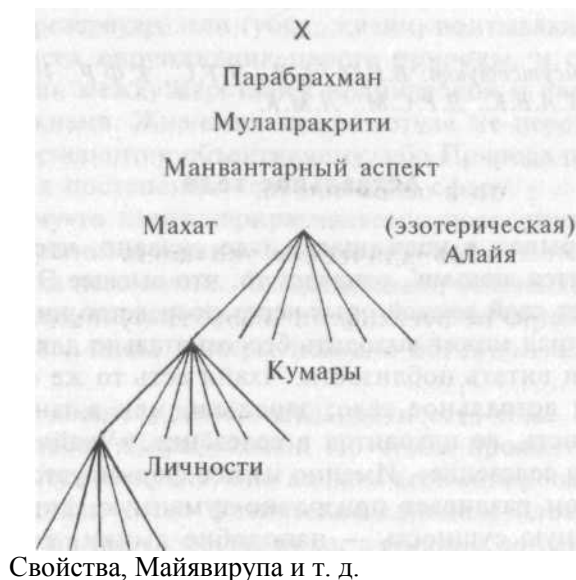 X
Парабрахман
Мулапракрити
Манвантарный аспект
Махат (эзотерическая)
Алайя
Кумары
Личности
Свойства, Майявирупа и т. д.